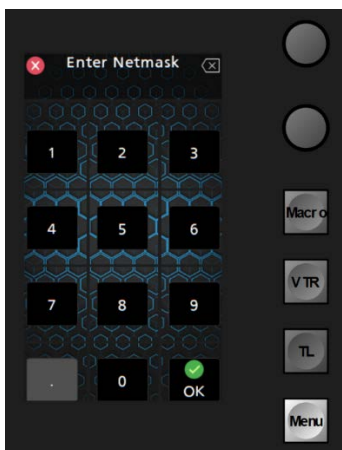 Enter Netmask
1 2 3
4 5 6
7 8 9
. 0 OK
Macro
VTR
TL
Menu